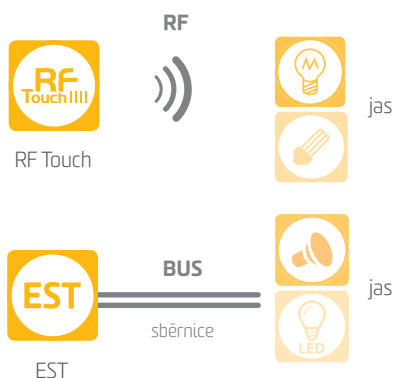 RF
RF
Touch
RF Touch
jas
BUS
EST
sběrnice
LED
jas
EST